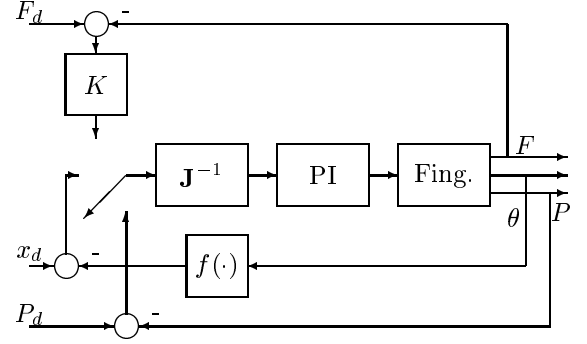 F_d -
K
F
J⁻¹ PI Fing.
θ P
x_d - f(·)
P_d -